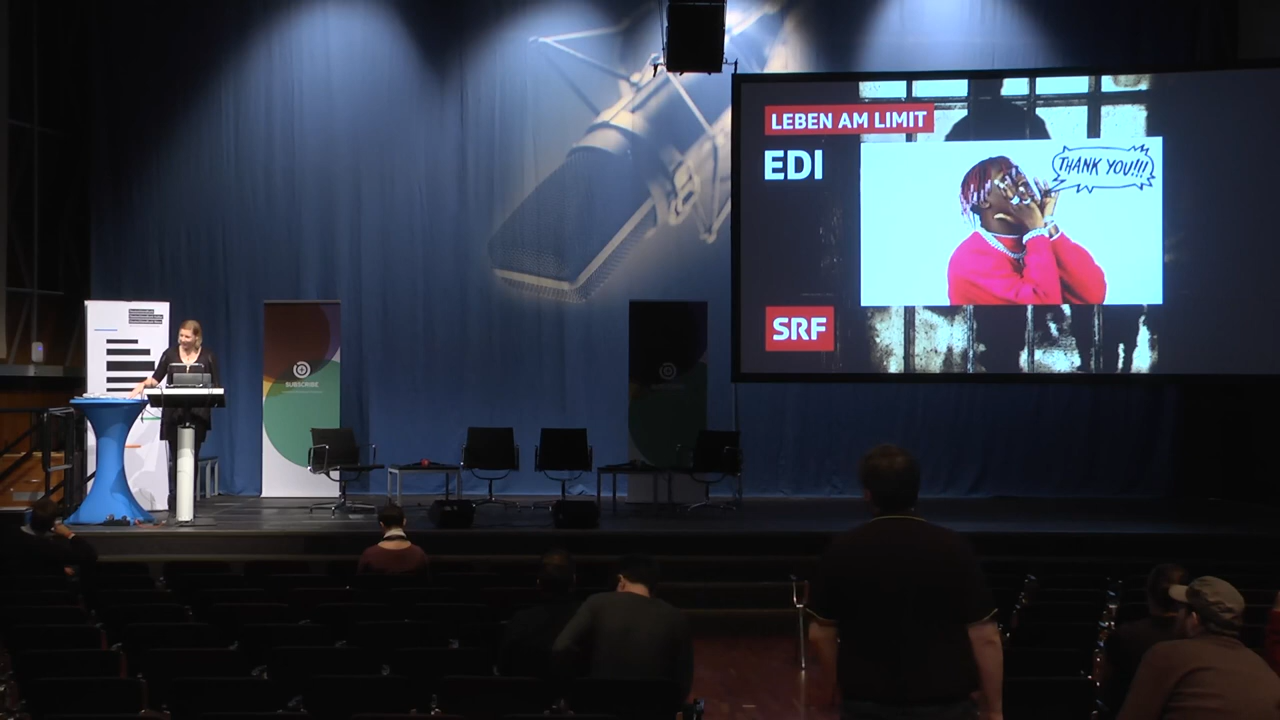 LEBEN AM LIMIT
EDI
THANK YOU!!!
SRF
SUBSCRIBE